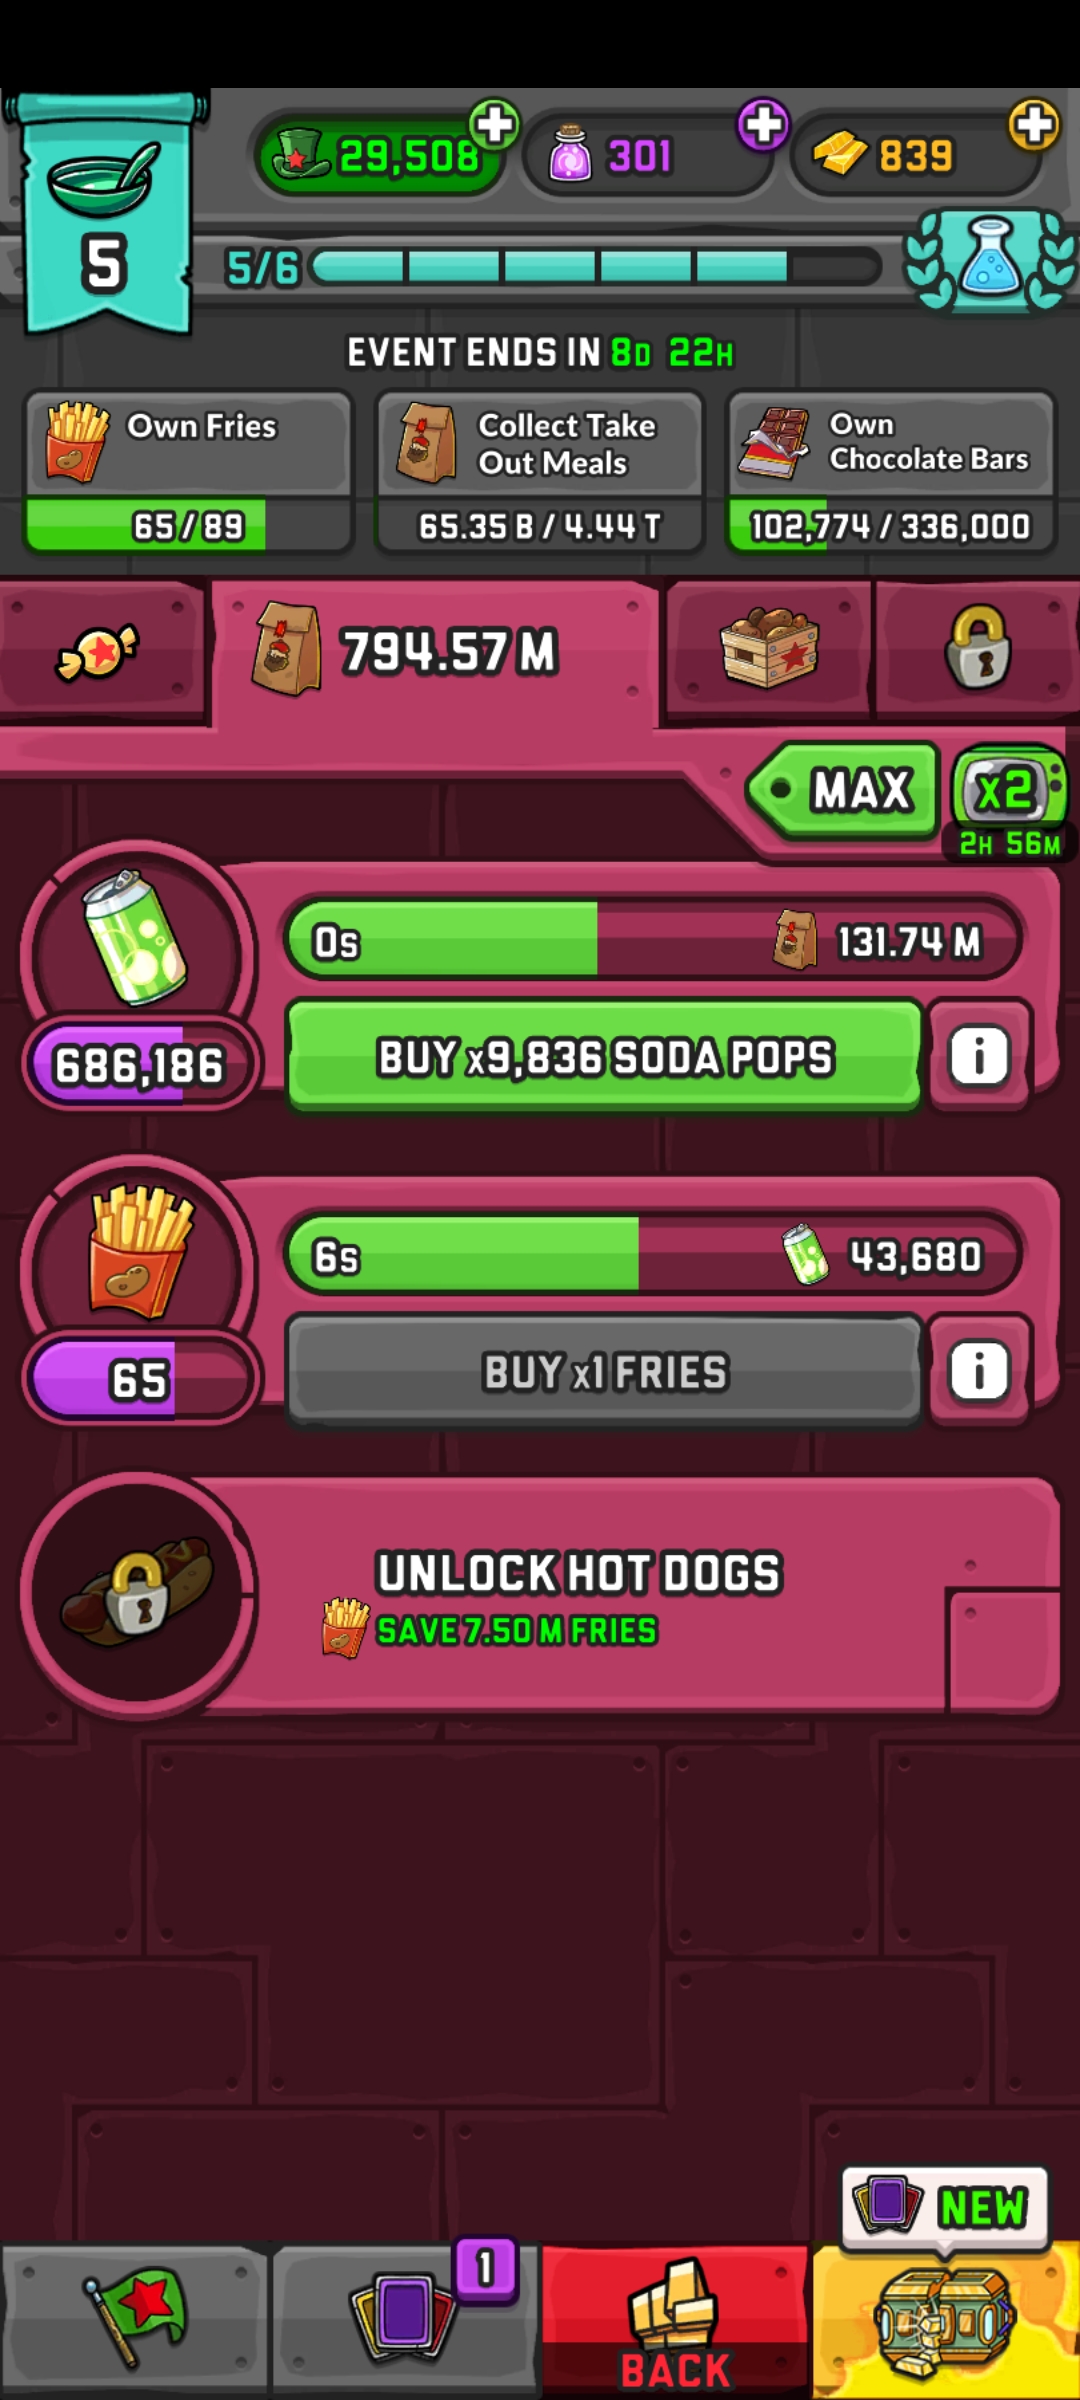 29,508
301
839
5
5/6
EVENT ENDS IN 8D 22H
Own Fries
65/89
Collect Take
Out Meals
65.35 B / 4.44 T
Own
Chocolate Bars
102,774 / 336,000
794.57 M
MAX
x2
2H 56M
0s
131.74 M
686,186
BUY x9,836 SODA POPS
i
6s
43,680
65
BUY x1 FRIES
i
UNLOCK HOT DOGS
SAVE 7.50 M FRIES
NEW
1
BACK